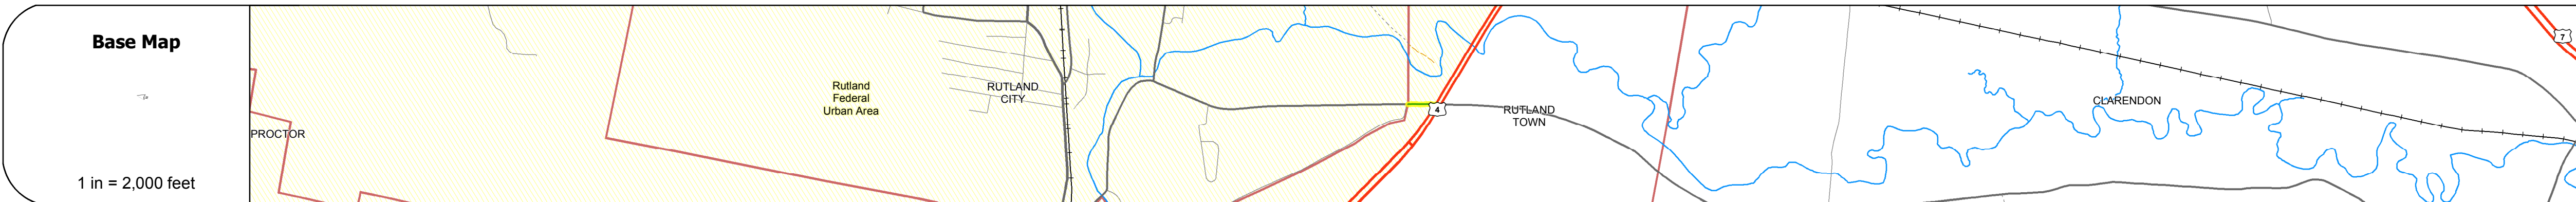 Base Map
1 in = 2,000 feet
PROCTOR
Rutland
Federal
Urban Area
RUTLAND
CITY
4
RUTLAND
TOWN
CLARENDON
7